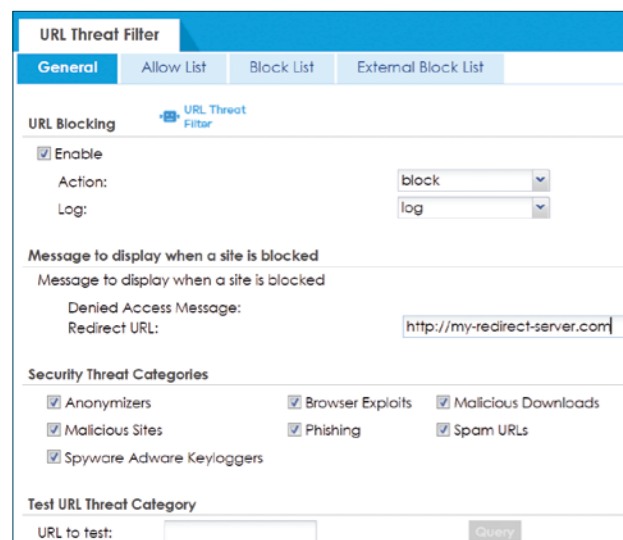 URL Threat Filter
General Allow List Block List External Block List
URL Blocking URL Threat
Filter
Enable
Action: block
Log: log
Message to display when a site is blocked
Message to display when a site is blocked
Denied Access Message:
Redirect URL: http://my-redirect-server.com
Security Threat Categories
Anonymizers Browser Exploits Malicious Downloads
Malicious Sites Phishing Spam URLs
Spyware Adware Keyloggers
Test URL Threat Category
URL to test: Query